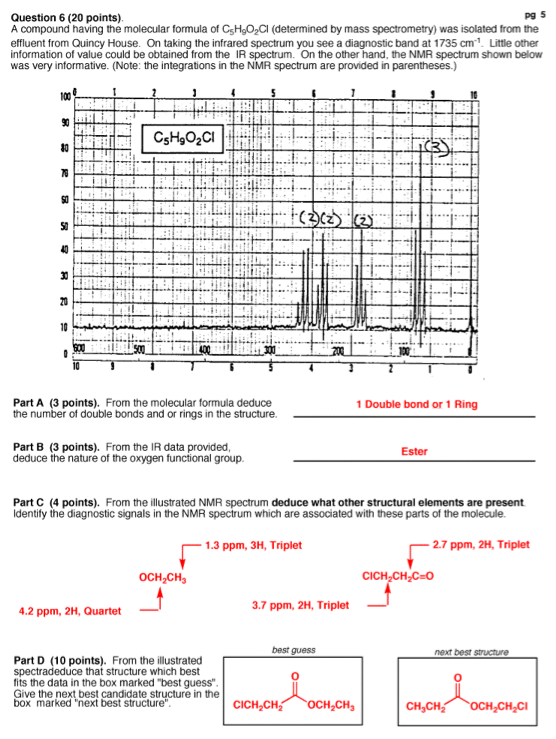 pg 5
Question 6 (20 points).
A compound having the molecular formula of C₅H₉O₂Cl (determined by mass spectrometry) was isolated from the
effluent from Quincy House. On taking the infrared spectrum you see a diagnostic band at 1735 cm⁻¹. Little other
information of value could be obtained from the IR spectrum. On the other hand, the NMR spectrum shown below
was very informative. (Note: the integrations in the NMR spectrum are provided in parentheses.)
0 1 2 3 4 5 6 7 8 9 10
100
90
80
70
60
50
40
30
20
10
0
C₅H₉O₂Cl
(3)
(2)(2) (2)
600 500 400 300 200 100 0
10 9 8 7 6 5 4 3 2 1 0
Part A (3 points). From the molecular formula deduce
the number of double bonds and or rings in the structure.
1 Double bond or 1 Ring
Part B (3 points). From the IR data provided,
deduce the nature of the oxygen functional group.
Ester
Part C (4 points). From the illustrated NMR spectrum deduce what other structural elements are present.
Identify the diagnostic signals in the NMR spectrum which are associated with these parts of the molecule.
1.3 ppm, 3H, Triplet
2.7 ppm, 2H, Triplet
OCH₂CH₃
ClCH₂CH₂C=O
4.2 ppm, 2H, Quartet
3.7 ppm, 2H, Triplet
Part D (10 points). From the illustrated
spectradeduce that structure which best
fits the data in the box marked "best guess".
Give the next best candidate structure in the
box marked "next best structure".
best guess
O
ClCH₂CH₂ OCH₂CH₃
next best structure
O
CH₃CH₂ OCH₂CH₂Cl